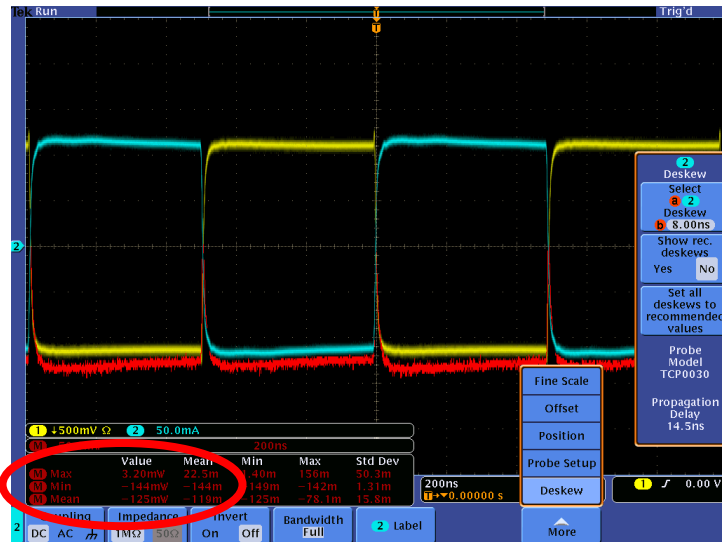 Tek Run Trig'd
T
2
2
Deskew
Select
a 2
Deskew
b 8.00ns
Show rec.
deskews
Yes No
Set all
deskews to
recommended
values
Probe
Model
TCP0030
Propagation
Delay
14.5ns
Fine Scale
Offset
Position
Probe Setup
Deskew
1 ↓500mV Ω 2 50.0mA
M 200ns
Value Mean Min Max Std Dev
M Max 3.20mW 22.5m 156m 50.3m
M Min −144mW −144m −149m −142m 1.31m
M Mean −125mW −119m −125m −78.1m 13.8m
200ns
T→▼0.00000 s
1 0.00 V
2
Coupling
DC AC
Impedance
1MΩ 50Ω
Invert
On Off
Bandwidth
Full
2 Label
More